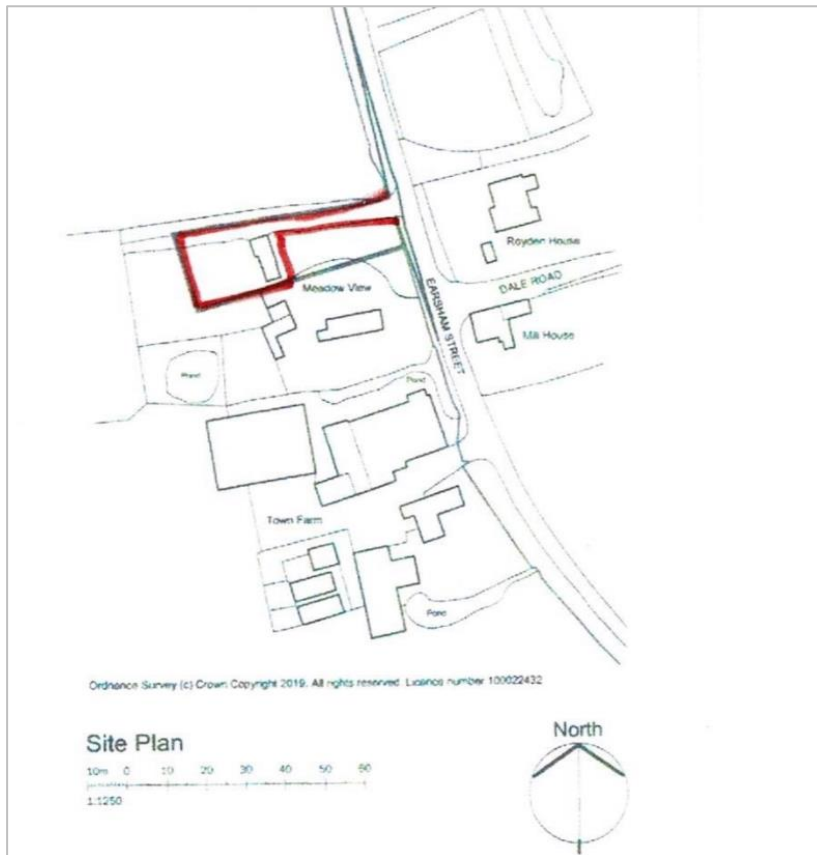 Royden House
DALE ROAD
Meadow View
EARSHAM STREET
Mill House
Pond
Pond
Town Farm
Pond
Ordnance Survey (c) Crown Copyright 2019. All rights reserved. Licence number 100022432
Site Plan
North
10m 0 10 20 30 40 50 60
1:1250